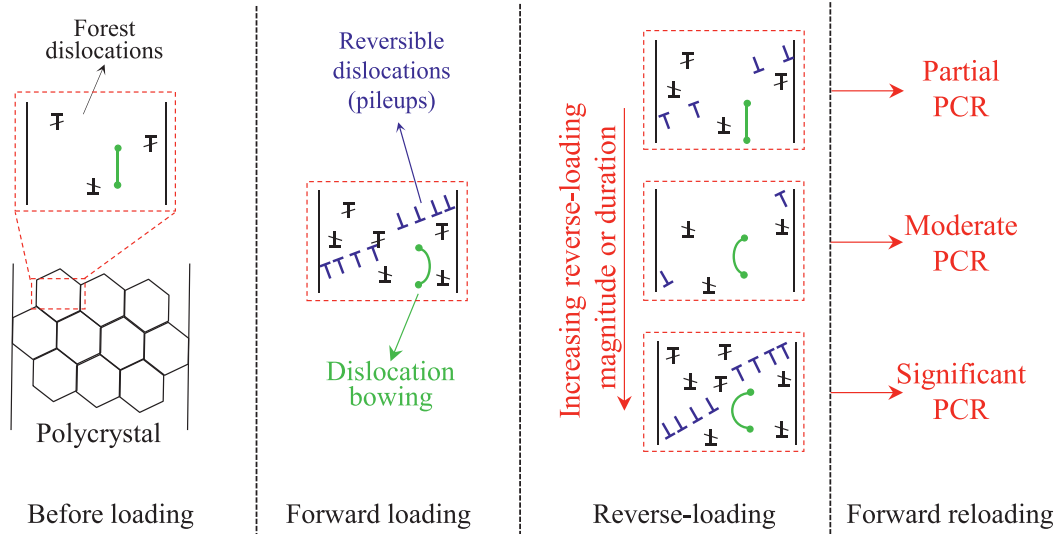 Forest
dislocations
Polycrystal
Before loading
Reversible
dislocations
(pileups)
Dislocation
bowing
Forward loading
Increasing reverse-loading
magnitude or duration
Reverse-loading
Partial
PCR
Moderate
PCR
Significant
PCR
Forward reloading